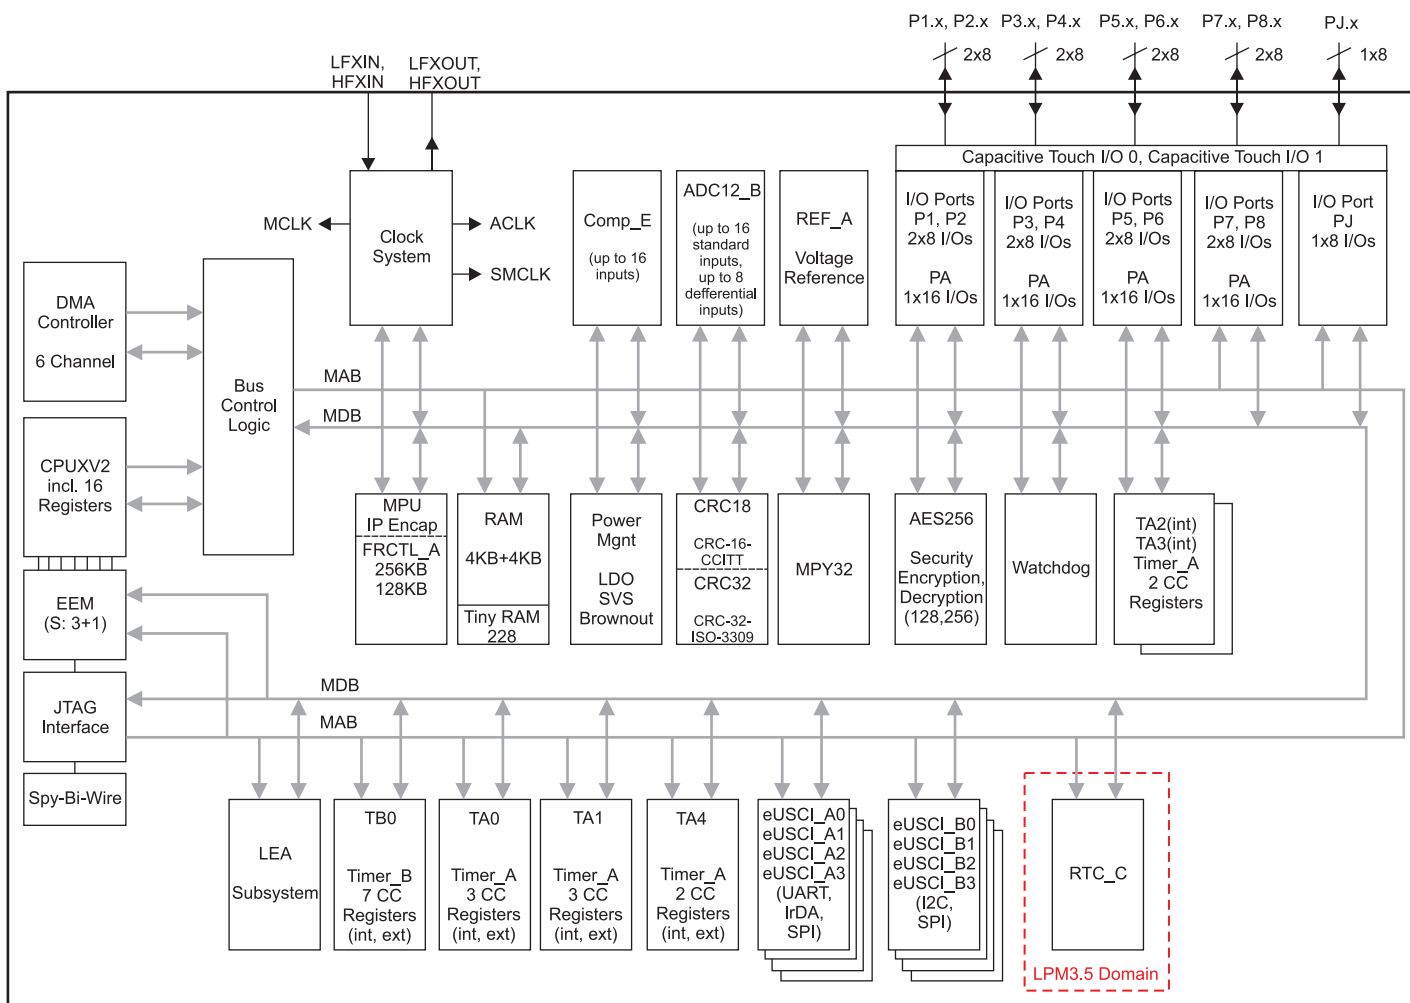 P1.x, P2.x
P3.x, P4.x
P5.x, P6.x
P7.x, P8.x
PJ.x
2x8
2x8
2x8
2x8
1x8
LFXIN,
HFXIN
LFXOUT,
HFXOUT
Capacitive Touch I/O 0, Capacitive Touch I/O 1
MCLK
Clock
System
ACLK
SMCLK
Comp_E
(up to 16
inputs)
ADC12_B
(up to 16
standard
inputs,
up to 8
defferential
inputs)
REF_A
Voltage
Reference
I/O Ports
P1, P2
2x8 I/Os
PA
1x16 I/Os
I/O Ports
P3, P4
2x8 I/Os
PA
1x16 I/Os
I/O Ports
P5, P6
2x8 I/Os
PA
1x16 I/Os
I/O Ports
P7, P8
2x8 I/Os
PA
1x16 I/Os
I/O Port
PJ
1x8 I/Os
DMA
Controller
6 Channel
Bus
Control
Logic
MAB
MDB
CPUXV2
incl. 16
Registers
MPU
IP Encap
FRCTL_A
256KB
128KB
RAM
4KB+4KB
Tiny RAM
228
Power
Mgnt
LDO
SVS
Brownout
CRC18
CRC-16-
CCITT
CRC32
CRC-32-
ISO-3309
MPY32
AES256
Security
Encryption,
Decryption
(128,256)
Watchdog
TA2(int)
TA3(int)
Timer_A
2 CC
Registers
EEM
(S: 3+1)
MDB
MAB
JTAG
Interface
Spy-Bi-Wire
LEA
Subsystem
TB0
Timer_B
7 CC
Registers
(int, ext)
TA0
Timer_A
3 CC
Registers
(int, ext)
TA1
Timer_A
3 CC
Registers
(int, ext)
TA4
Timer_A
2 CC
Registers
(int, ext)
eUSCI_A0
eUSCI_A1
eUSCI_A2
eUSCI_A3
(UART,
IrDA,
SPI)
eUSCI_B0
eUSCI_B1
eUSCI_B2
eUSCI_B3
(I2C,
SPI)
RTC_C
LPM3.5 Domain